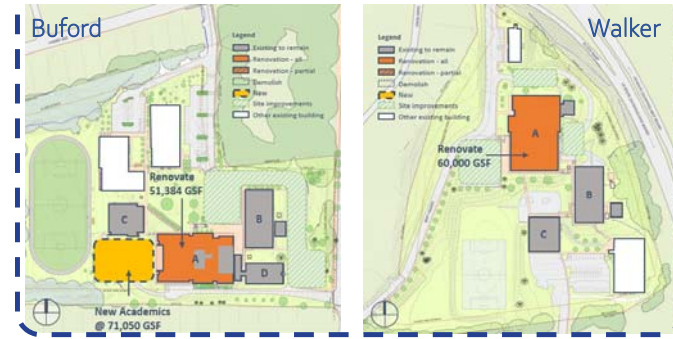 Buford
Legend
Existing to remain
Renovation - all
Renovation - partial
Demolish
New
Site improvements
Other existing building
Renovate
51,384 GSF
C
B
A
D
New Academics
@ 71,050 GSF
Walker
Legend
Existing to remain
Renovation - all
Renovation - partial
Demolish
New
Site improvements
Other existing building
A
Renovate
60,000 GSF
B
C